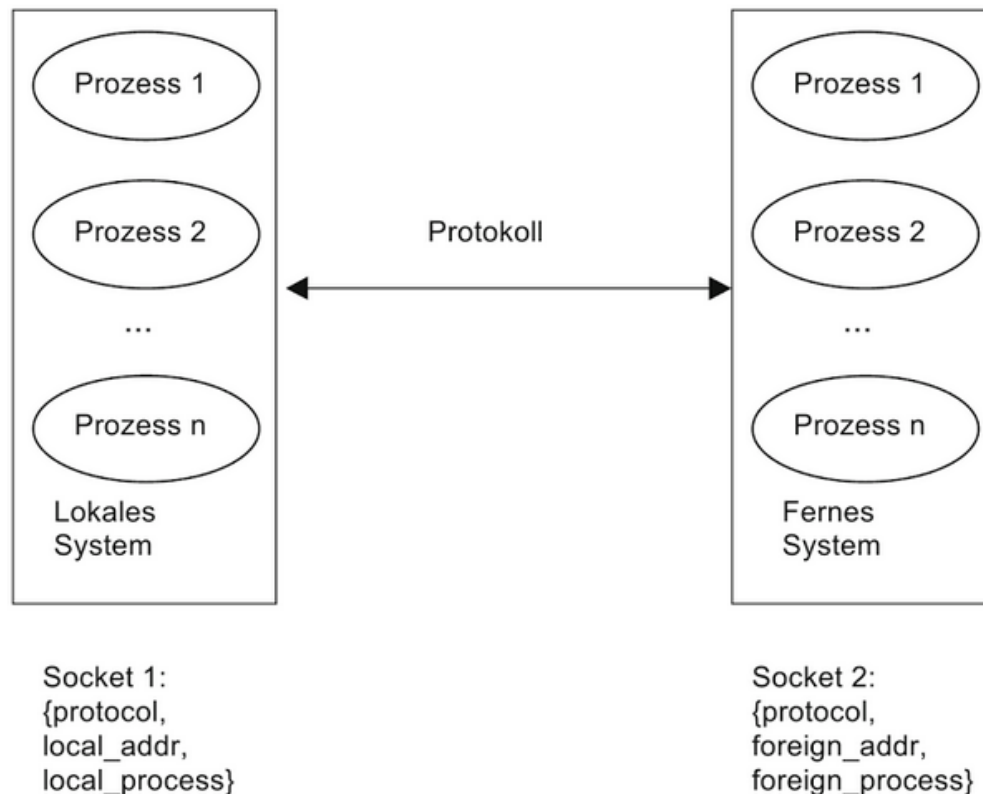 Prozess 1
Prozess 2
...
Prozess n
Lokales
System
Protokoll
Prozess 1
Prozess 2
...
Prozess n
Fernes
System
Socket 1:
{protocol,
local_addr,
local_process}
Socket 2:
{protocol,
foreign_addr,
foreign_process}